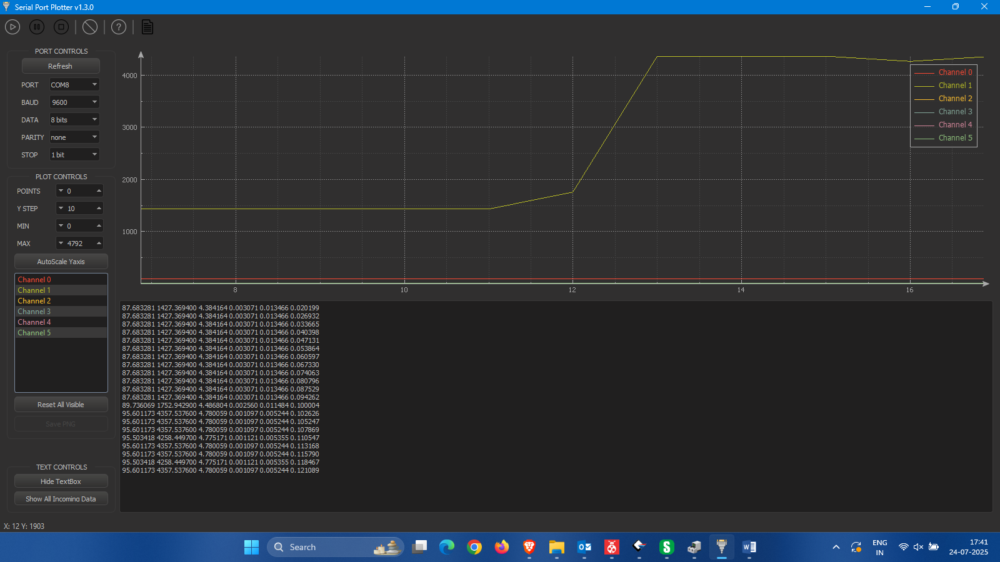 Serial Port Plotter v1.3.0
PORT CONTROLS
Refresh
PORT COM8
BAUD 9600
DATA 8 bits
PARITY none
STOP 1 bit
PLOT CONTROLS
POINTS 0
Y STEP 10
MIN 0
MAX 4792
AutoScale Yaxis
Channel 0
Channel 1
Channel 2
Channel 3
Channel 4
Channel 5
Reset All Visible
Save PNG
TEXT CONTROLS
Hide TextBox
Show All Incoming Data
4000
3000
2000
1000
8 10 12 14 16
Channel 0
Channel 1
Channel 2
Channel 3
Channel 4
Channel 5
87.683281 1427.369400 4.384164 0.003071 0.013466 0.020199
87.683281 1427.369400 4.384164 0.003071 0.013466 0.026932
87.683281 1427.369400 4.384164 0.003071 0.013466 0.033665
87.683281 1427.369400 4.384164 0.003071 0.013466 0.040398
87.683281 1427.369400 4.384164 0.003071 0.013466 0.047131
87.683281 1427.369400 4.384164 0.003071 0.013466 0.053864
87.683281 1427.369400 4.384164 0.003071 0.013466 0.060597
87.683281 1427.369400 4.384164 0.003071 0.013466 0.067330
87.683281 1427.369400 4.384164 0.003071 0.013466 0.074063
87.683281 1427.369400 4.384164 0.003071 0.013466 0.080796
87.683281 1427.369400 4.384164 0.003071 0.013466 0.087529
87.683281 1427.369400 4.384164 0.003071 0.013466 0.094262
89.736069 1752.942900 4.486804 0.002560 0.011484 0.100004
95.601173 4357.537600 4.780059 0.001097 0.005244 0.102626
95.601173 4357.537600 4.780059 0.001097 0.005244 0.105247
95.601173 4357.537600 4.780059 0.001097 0.005244 0.107869
95.503418 4258.449700 4.775171 0.001121 0.005355 0.110547
95.601173 4357.537600 4.780059 0.001097 0.005244 0.113168
95.601173 4357.537600 4.780059 0.001097 0.005244 0.115790
95.503418 4258.449700 4.775171 0.001121 0.005355 0.118467
95.601173 4357.537600 4.780059 0.001097 0.005244 0.121089
X: 12 Y: 1903
Search
ENG
IN
17:41
24-07-2025